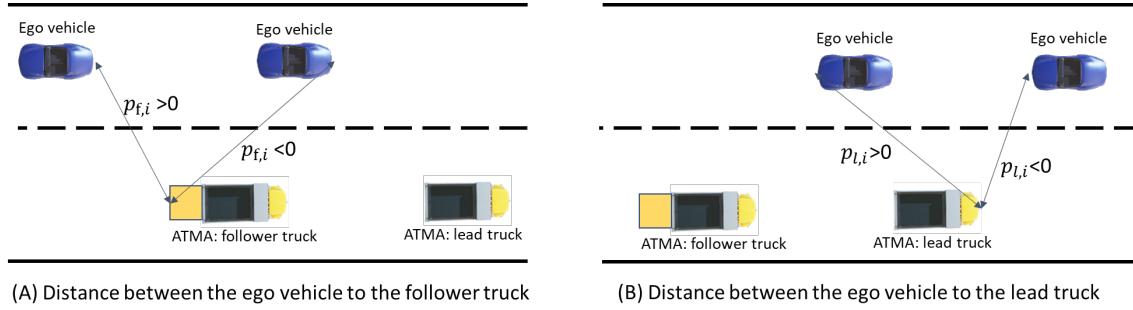 Ego vehicle
Ego vehicle
p_{f,i} >0
p_{f,i} <0
ATMA: follower truck
ATMA: lead truck
(A) Distance between the ego vehicle to the follower truck
Ego vehicle
Ego vehicle
p_{l,i}>0
p_{l,i}<0
ATMA: follower truck
ATMA: lead truck
(B) Distance between the ego vehicle to the lead truck